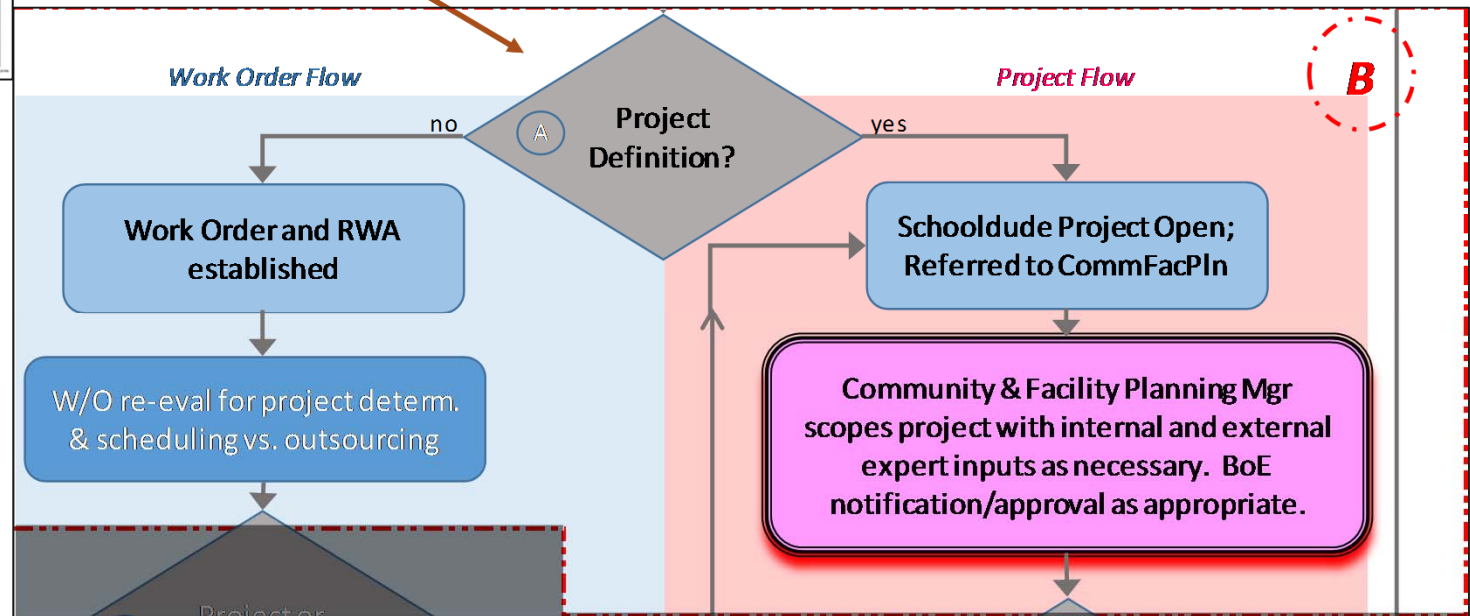 Work Order Flow
Project Flow
B
no
A
Project
Definition?
yes
Work Order and RWA
established
Schooldude Project Open;
Referred to CommFacPln
W/O re-eval for project determ.
& scheduling vs. outsourcing
Community & Facility Planning Mgr
scopes project with internal and external
expert inputs as necessary. BoE
notification/approval as appropriate.
Project or